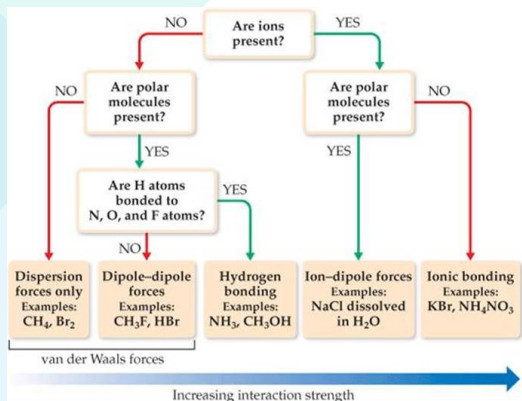 NO
Are ions
present?
YES
NO
Are polar
molecules
present?
Are polar
molecules
present?
NO
YES
YES
Are H atoms
bonded to
N, O, and F atoms?
YES
NO
Dispersion
forces only
Examples:
CH₄, Br₂
Dipole–dipole
forces
Examples:
CH₃F, HBr
Hydrogen
bonding
Examples:
NH₃, CH₃OH
Ion–dipole forces
Examples:
NaCl dissolved
in H₂O
Ionic bonding
Examples:
KBr, NH₄NO₃
van der Waals forces
Increasing interaction strength